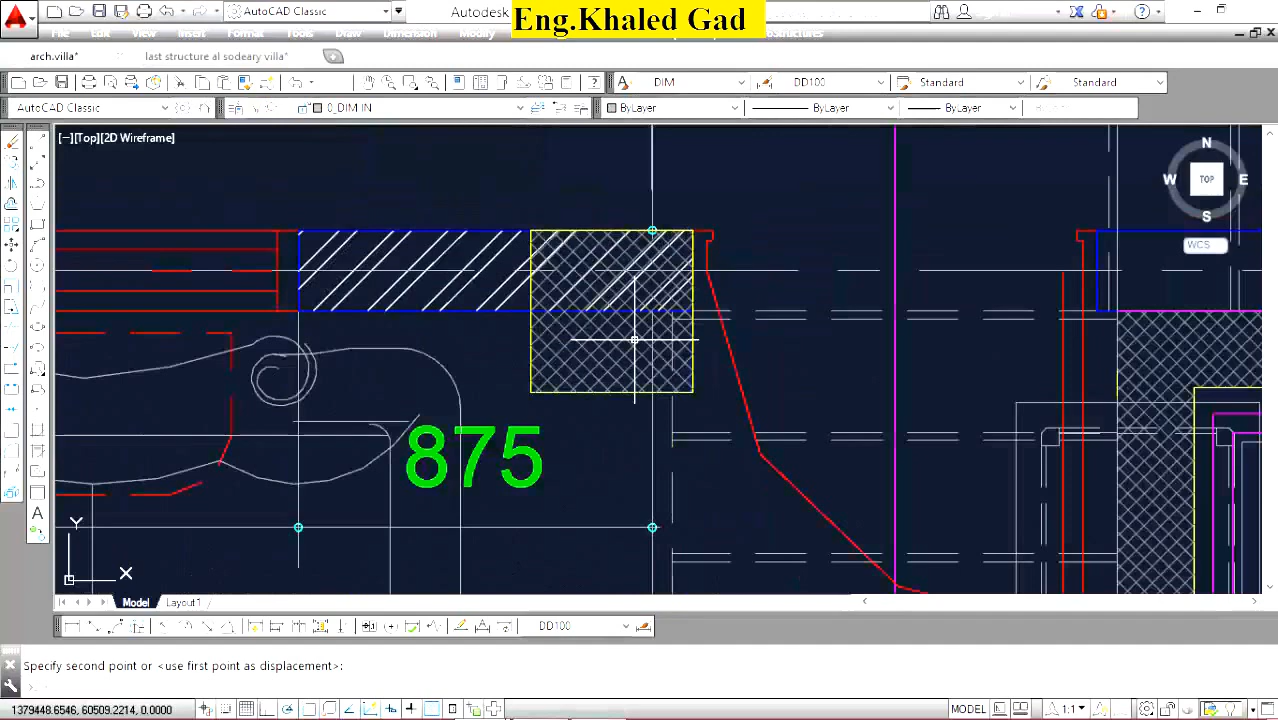 AutoCAD Classic
Autodesk
Eng.Khaled Gad
File Edit View Insert Format Tools Draw Dimension Modify
arch.villa*
last structure al sodeary villa*
DIM
DD100
Standard
Standard
AutoCAD Classic
0_DIM IN
ByLayer
ByLayer
ByLayer
[−][Top][2D Wireframe]
N
W
TOP
E
S
WCS
875
Y
X
Model
Layout1
DD100
Specify second point or <use first point as displacement>:
1379448.6546, 60509.2214, 0.0000
MODEL
1:1